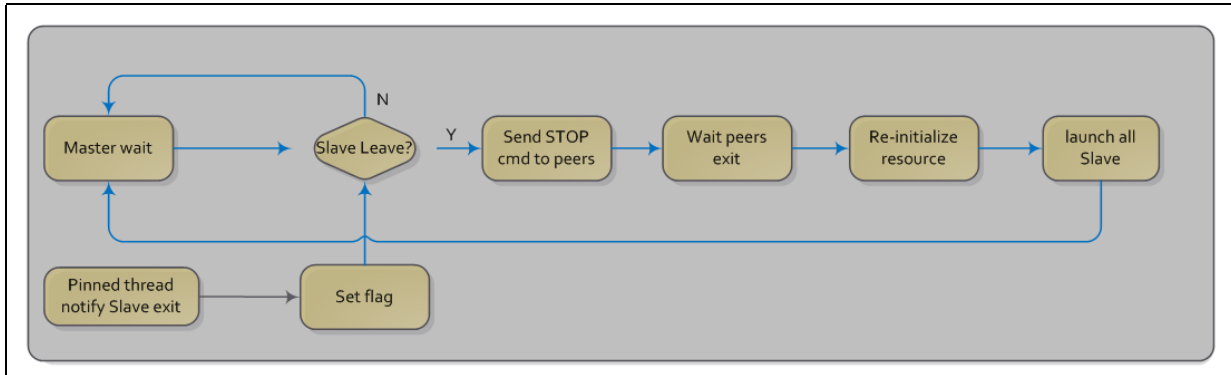 N
Master wait
Slave Leave?
Y
Send STOP
cmd to peers
Wait peers
exit
Re-initialize
resource
launch all
Slave
Pinned thread
notify Slave exit
Set flag